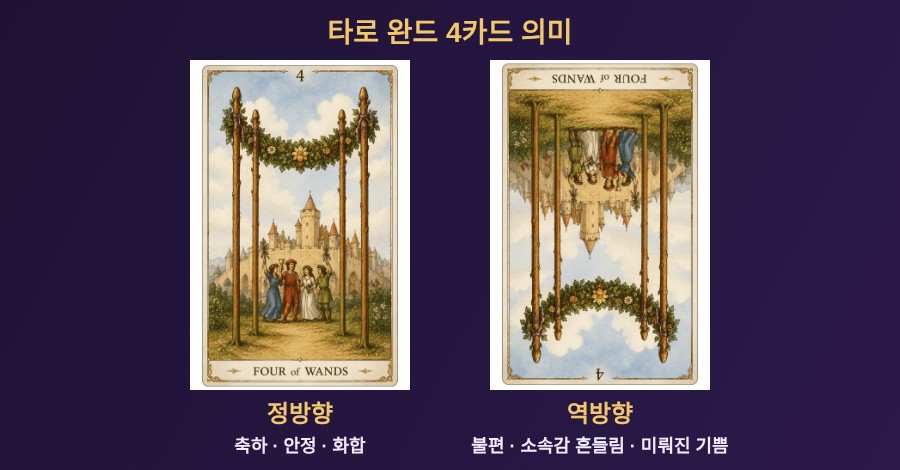 타로 완드 4카드 의미
4
FOUR of WANDS
FOUR of WANDS
4
정방향
역방향
축하 · 안정 · 화합
불편 · 소속감 흔들림 · 미뤄진 기쁨